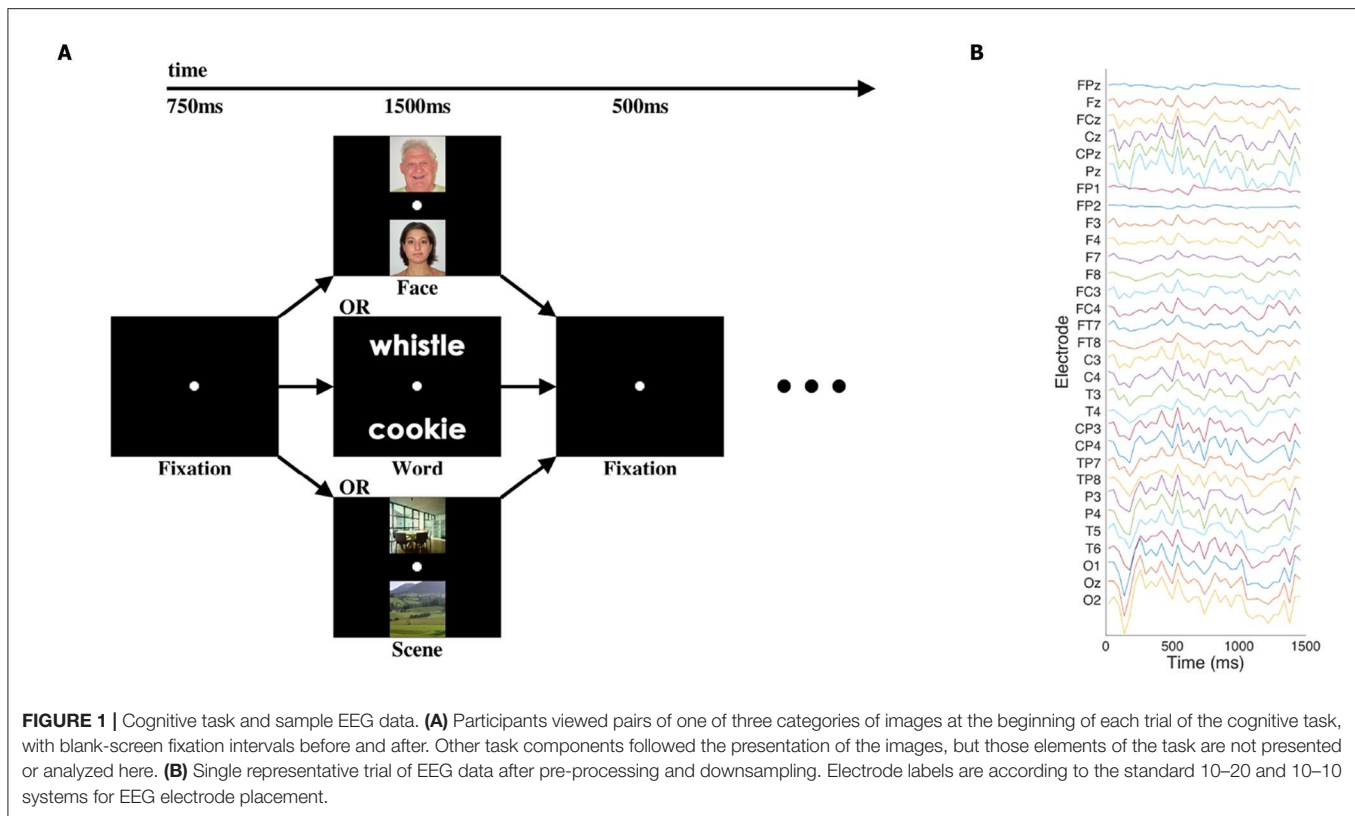 A
time
750ms 1500ms 500ms
Face
OR
whistle
cookie
Fixation Word Fixation
OR
Scene
B
Electrode
FPz
Fz
FCz
Cz
CPz
Pz
FP1
FP2
F3
F4
F7
F8
FC3
FC4
FT7
FT8
C3
C4
T3
T4
CP3
CP4
TP7
TP8
P3
P4
T5
T6
O1
Oz
O2
0 500 1000 1500
Time (ms)
FIGURE 1 | Cognitive task and sample EEG data. (A) Participants viewed pairs of one of three categories of images at the beginning of each trial of the cognitive task,
with blank-screen fixation intervals before and after. Other task components followed the presentation of the images, but those elements of the task are not presented
or analyzed here. (B) Single representative trial of EEG data after pre-processing and downsampling. Electrode labels are according to the standard 10–20 and 10–10
systems for EEG electrode placement.